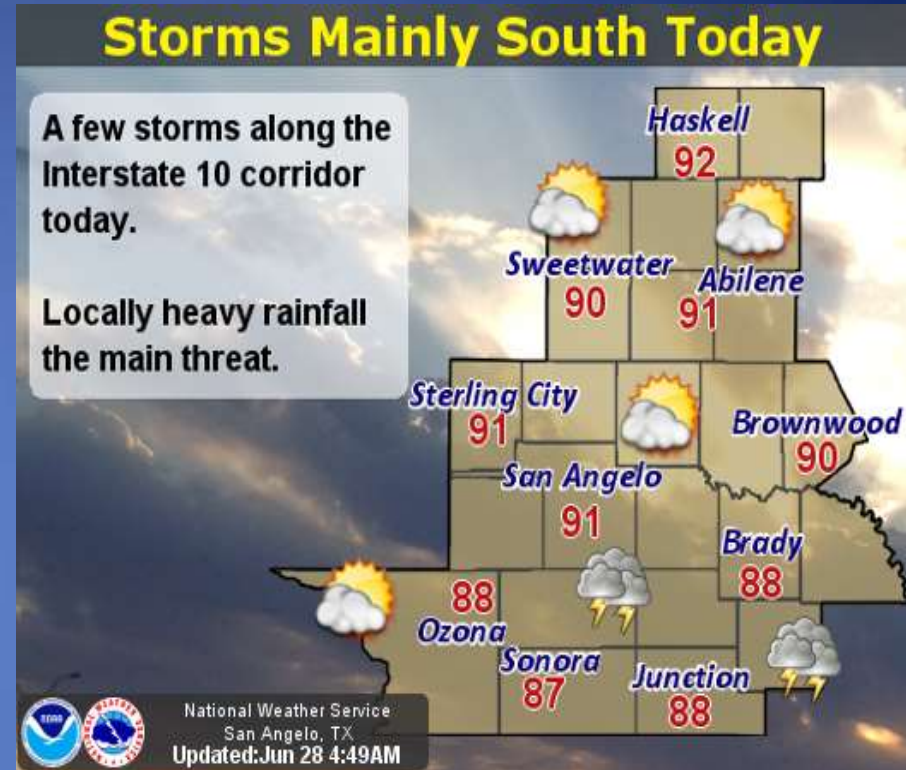 Storms Mainly South Today
A few storms along the
Interstate 10 corridor
today.
Locally heavy rainfall
the main threat.
Haskell
92
Sweetwater
90
Abilene
91
Sterling City
91
Brownwood
90
San Angelo
91
Brady
88
88
Ozona
Sonora
87
Junction
88
NOAA
National Weather Service
San Angelo, TX
Updated:Jun 28 4:49AM